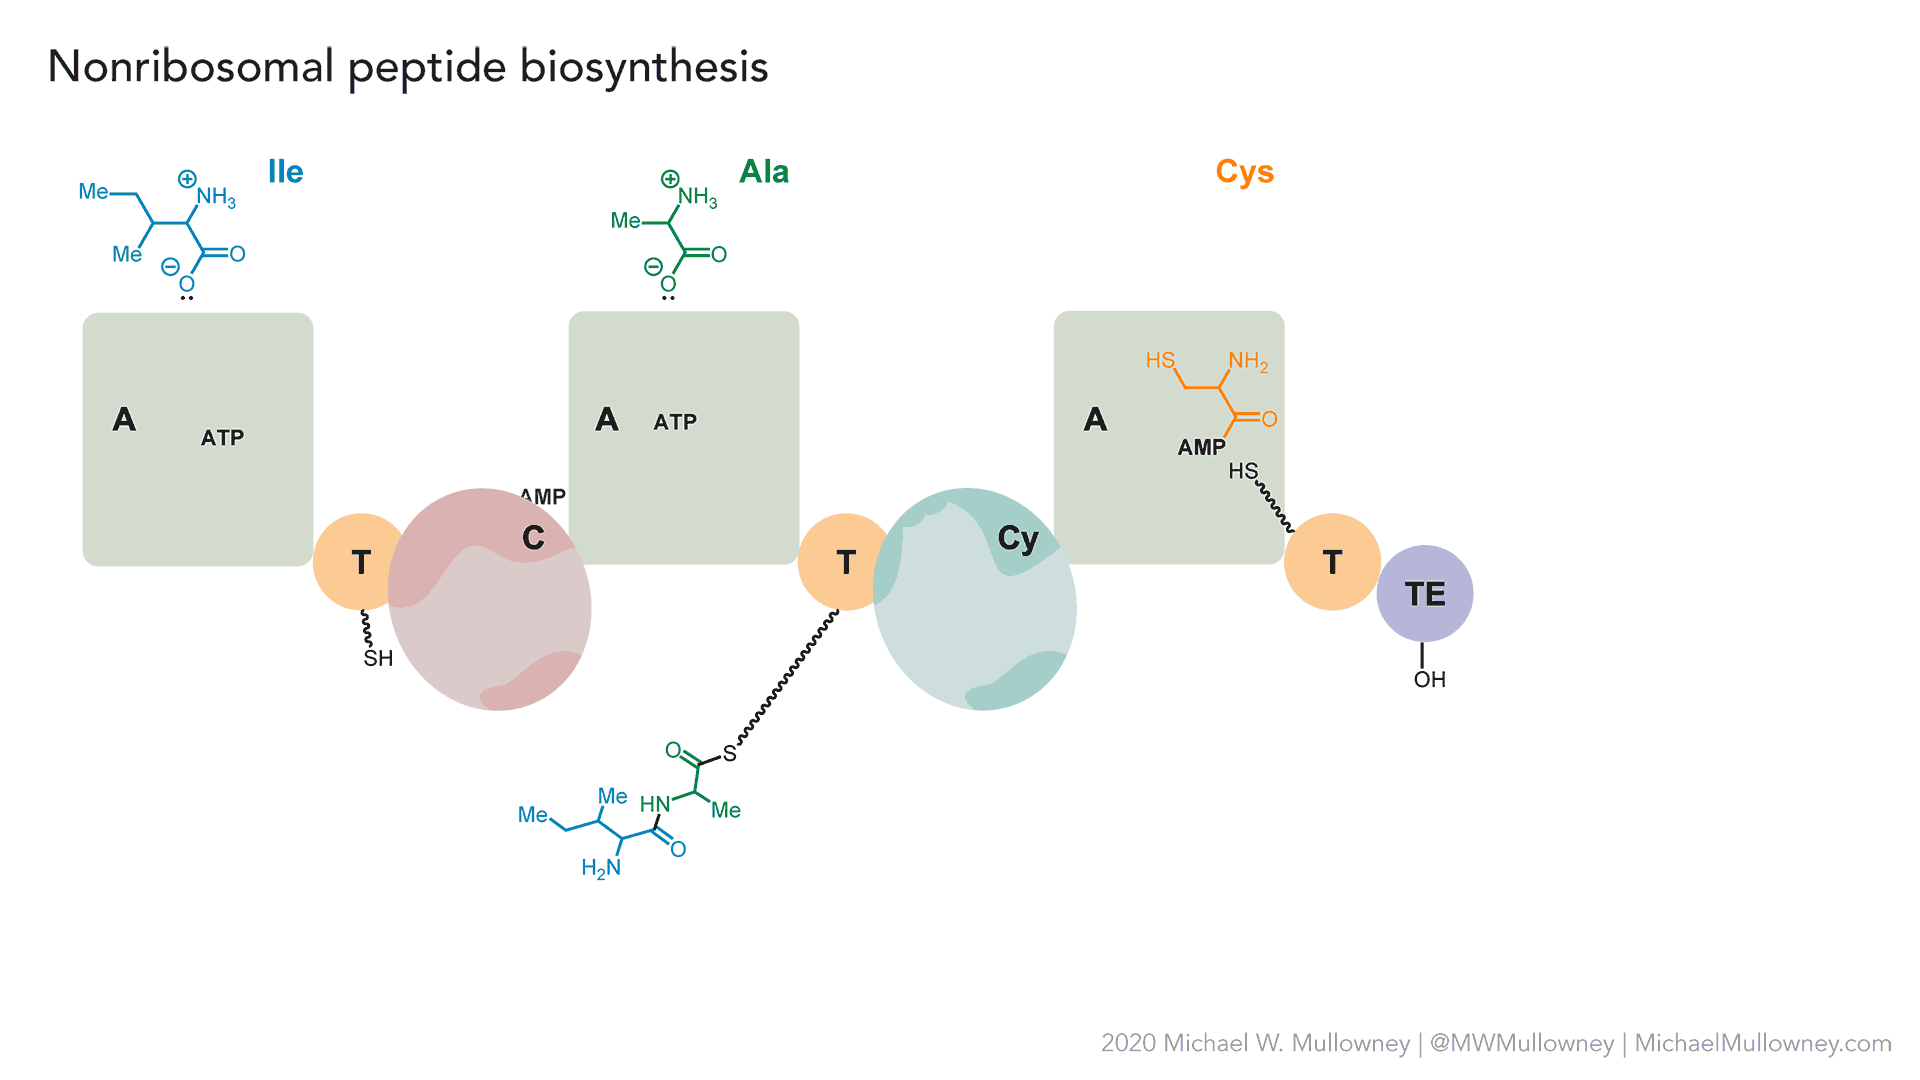 Nonribosomal peptide biosynthesis
Ile
Ala
Cys
Me
⊕
NH3
Me
⊖
O
O
⊕
NH3
Me
⊖
O
O
A
ATP
A
ATP
A
HS
NH2
O
AMP
HS
AMP
T
C
T
Cy
T
TE
SH
OH
O
S
Me
Me
HN
Me
O
H2N
2020 Michael W. Mullowney | @MWMullowney | MichaelMullowney.com